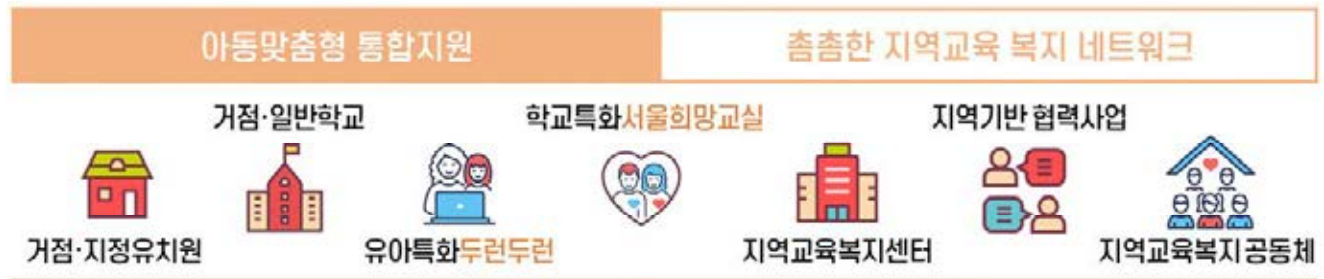 아동맞춤형 통합지원
촘촘한 지역교육 복지 네트워크
거점·일반학교
학교특화서울희망교실
지역기반 협력사업
거점·지정유치원
유아특화두런두런
지역교육복지센터
지역교육복지공동체